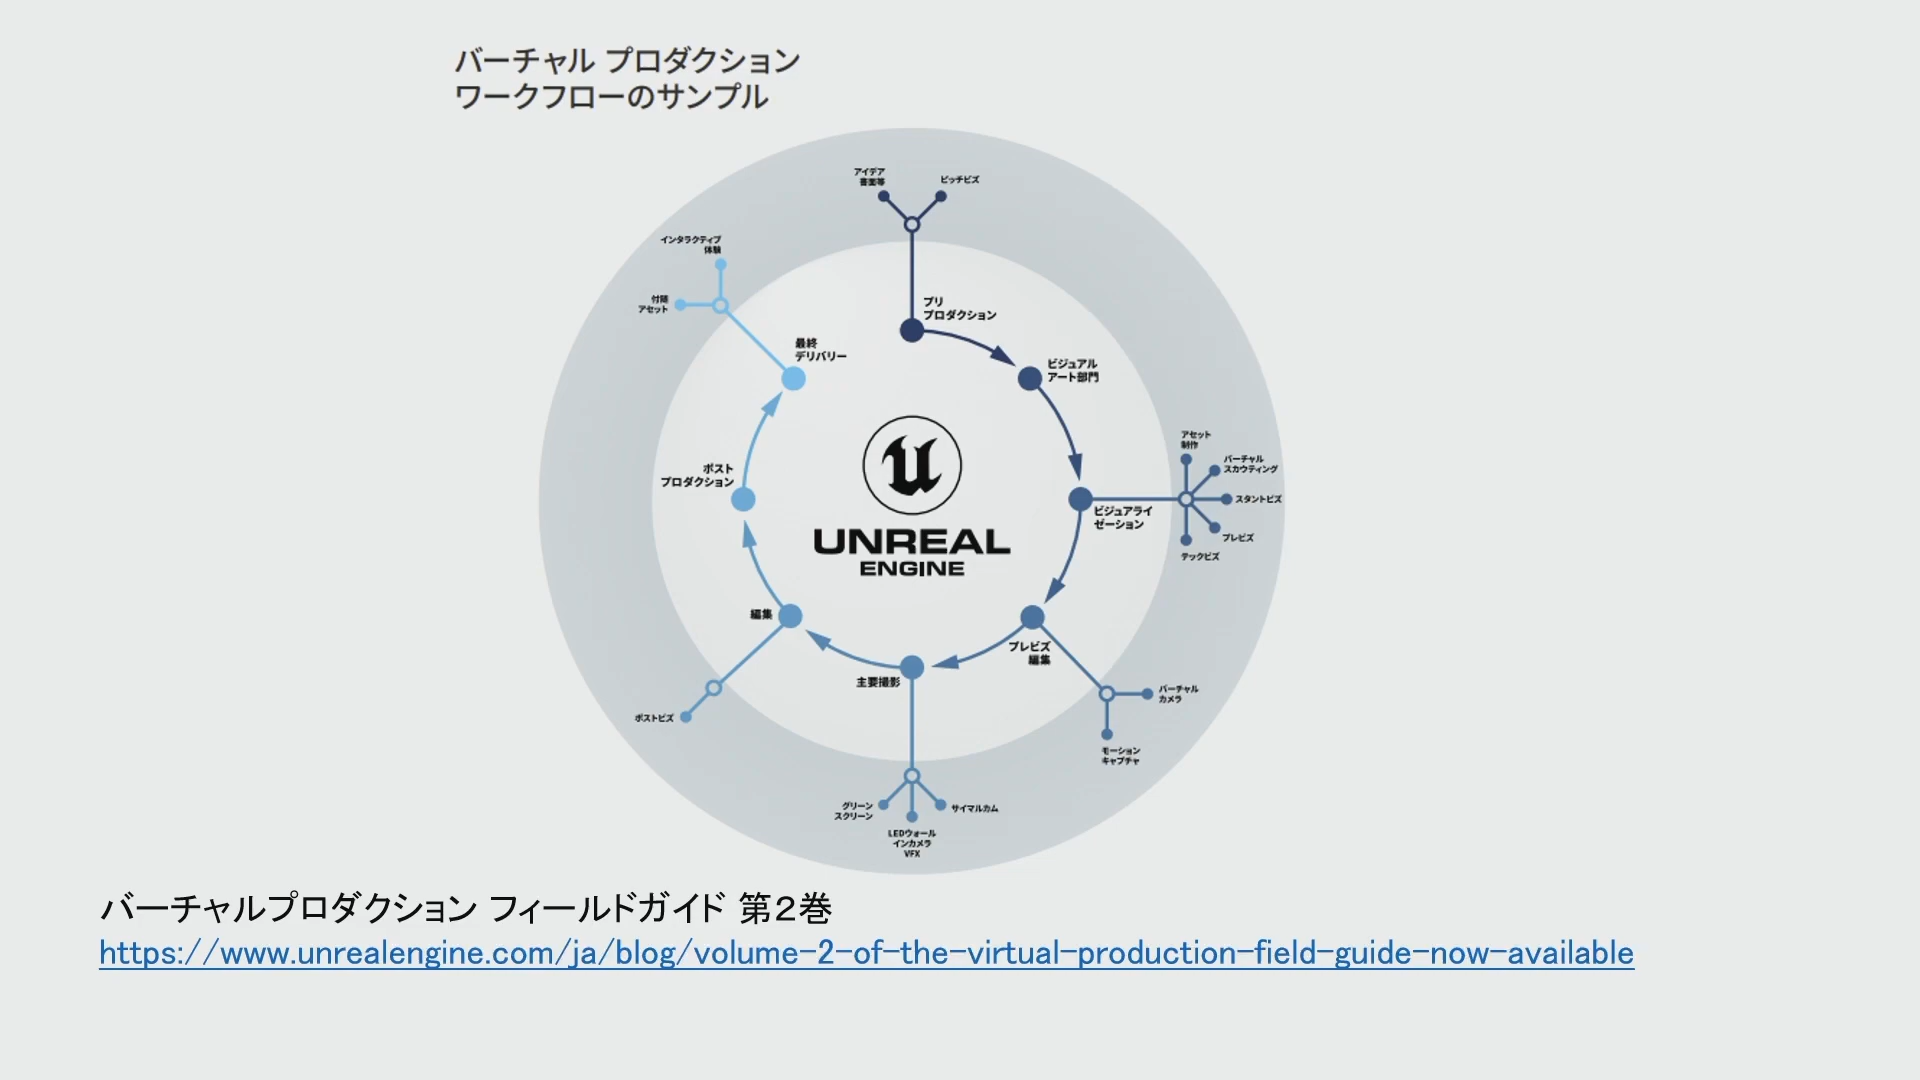 バーチャル プロダクション
ワークフローのサンプル
アイデア
書面等
ピッチビズ
インタラクティブ
体験
付随
アセット
プリ
プロダクション
最終
デリバリー
ビジュアル
アート部門
アセット
制作
バーチャル
スカウティング
スタントビズ
プレビズ
テックビズ
ポスト
プロダクション
ビジュアライ
ゼーション
UNREAL
ENGINE
編集
プレビズ
編集
主要撮影
バーチャル
カメラ
ポストビズ
モーション
キャプチャ
グリーン
スクリーン
サイマルカム
LEDウォール
インカメラ
VFX
バーチャルプロダクション フィールドガイド 第２巻
https://www.unrealengine.com/ja/blog/volume-2-of-the-virtual-production-field-guide-now-available